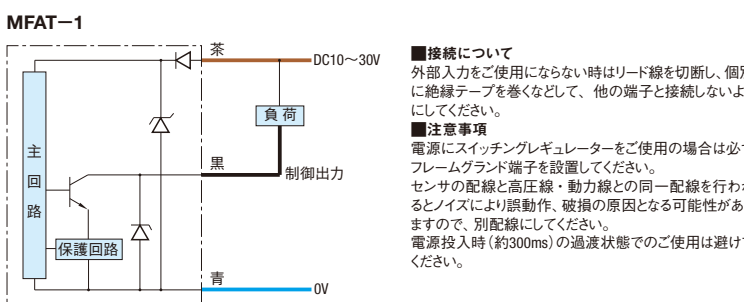 MFAT－1
茶
DC10～30V
負荷
黒
制御出力
主回路
保護回路
青
0V
■接続について
外部入力をご使用にならない時はリード線を切断し、個別
に絶縁テープを巻くなどして、他の端子と接続しないよ
にしてください。
■注意事項
電源にスイッチングレギュレーターをご使用の場合は必
フレームグランド端子を設置してください。
センサの配線と高圧線・動力線との同一配線を行わ
るとノイズにより誤動作、破損の原因となる可能性があ
ますので、別配線にしてください。
電源投入時（約300ms）の過渡状態でのご使用は避け
ください。